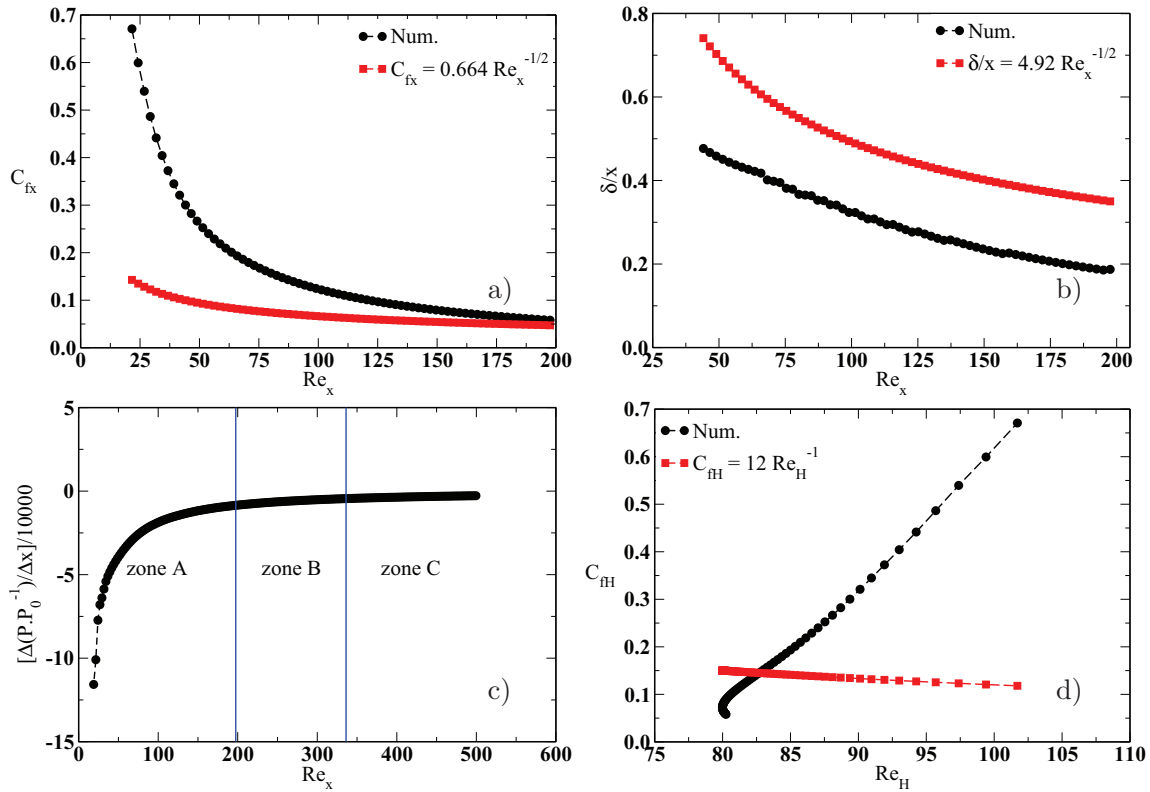 0.7
0.6
0.5
0.4
0.3
0.2
0.1
0.0
C_fx
Num.
C_fx = 0.664 Re_x^-1/2
a)
0 25 50 75 100 125 150 175 200
Re_x
0.8
0.6
0.4
0.2
0.0
δ/x
Num.
δ/x = 4.92 Re_x^-1/2
b)
25 50 75 100 125 150 175 200
Re_x
5
0
-5
-10
-15
[Δ(P.P_0^-1)/Δx]/10000
zone A zone B zone C
c)
0 100 200 300 400 500 600
Re_x
0.7
0.6
0.5
0.4
0.3
0.2
0.1
0.0
C_fH
Num.
C_fH = 12 Re_H^-1
d)
75 80 85 90 95 100 105 110
Re_H